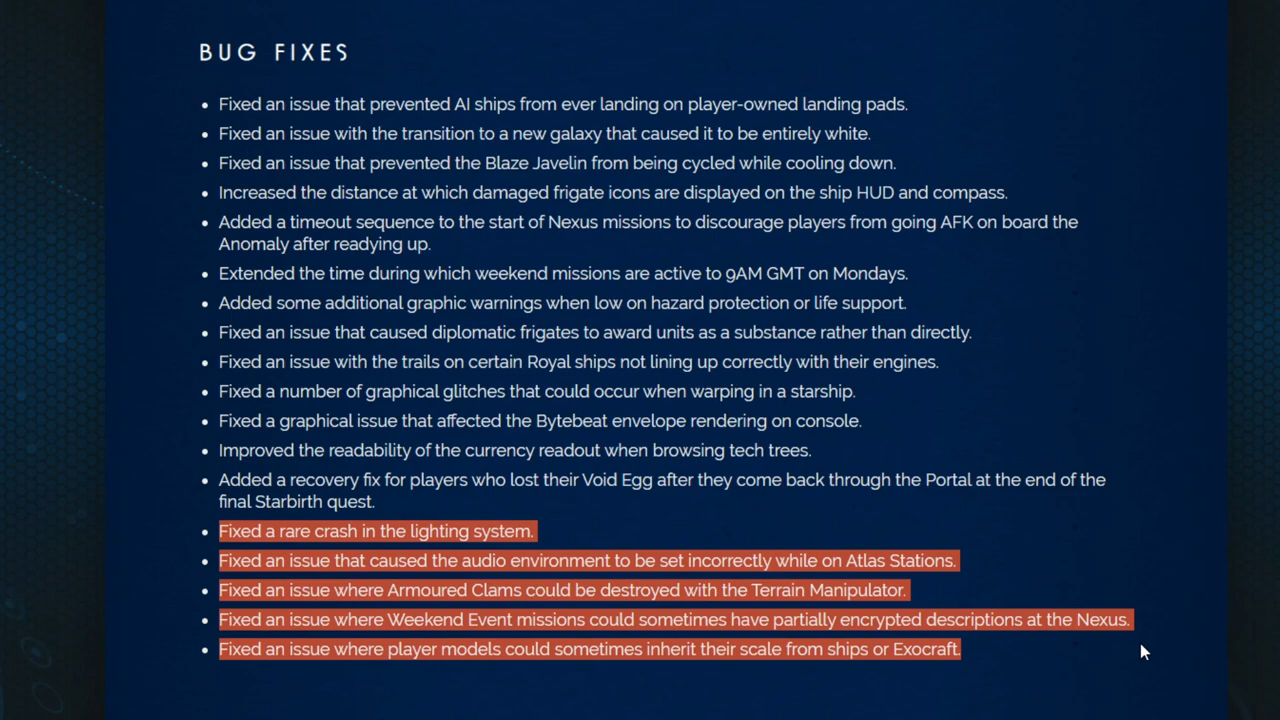 BUG FIXES
• Fixed an issue that prevented AI ships from ever landing on player-owned landing pads.
• Fixed an issue with the transition to a new galaxy that caused it to be entirely white.
• Fixed an issue that prevented the Blaze Javelin from being cycled while cooling down.
• Increased the distance at which damaged frigate icons are displayed on the ship HUD and compass.
• Added a timeout sequence to the start of Nexus missions to discourage players from going AFK on board the
Anomaly after readying up.
• Extended the time during which weekend missions are active to 9AM GMT on Mondays.
• Added some additional graphic warnings when low on hazard protection or life support.
• Fixed an issue that caused diplomatic frigates to award units as a substance rather than directly.
• Fixed an issue with the trails on certain Royal ships not lining up correctly with their engines.
• Fixed a number of graphical glitches that could occur when warping in a starship.
• Fixed a graphical issue that affected the Bytebeat envelope rendering on console.
• Improved the readability of the currency readout when browsing tech trees.
• Added a recovery fix for players who lost their Void Egg after they come back through the Portal at the end of the
final Starbirth quest.
• Fixed a rare crash in the lighting system.
• Fixed an issue that caused the audio environment to be set incorrectly while on Atlas Stations.
• Fixed an issue where Armoured Clams could be destroyed with the Terrain Manipulator.
• Fixed an issue where Weekend Event missions could sometimes have partially encrypted descriptions at the Nexus.
• Fixed an issue where player models could sometimes inherit their scale from ships or Exocraft.